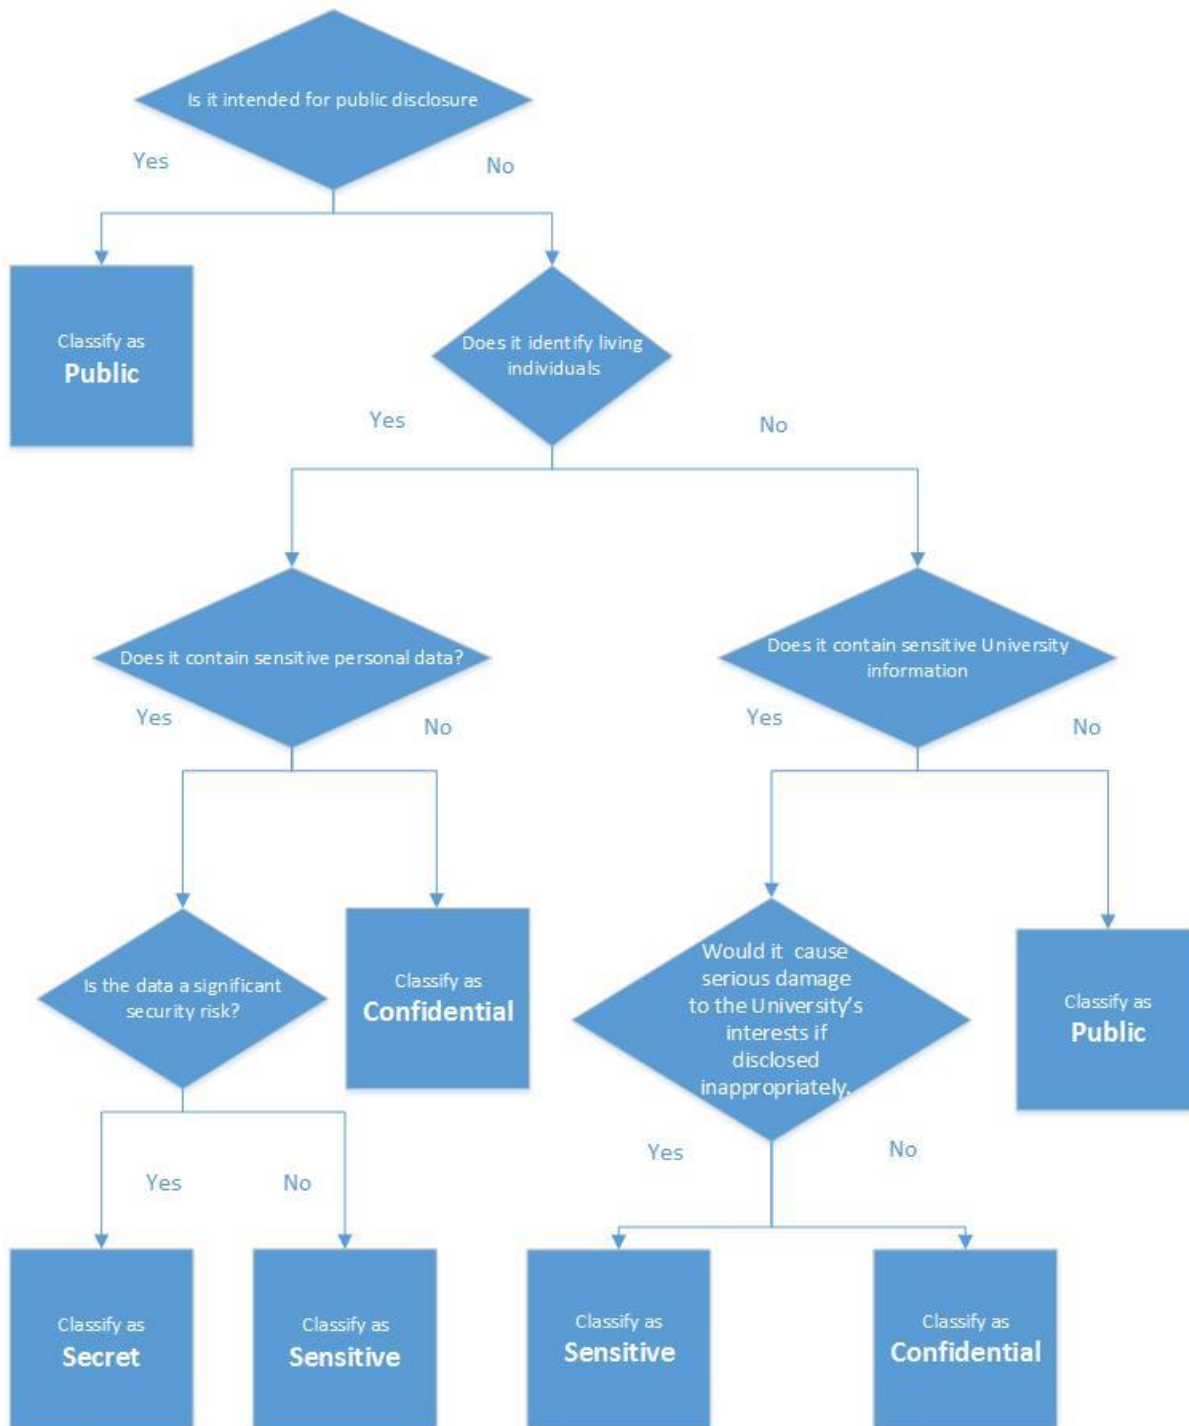 Is it intended for public disclosure
Yes
No
Classify as
Public
Does it identify living
individuals
Yes
No
Does it contain sensitive personal data?
Does it contain sensitive University
information
Yes
No
Yes
No
Is the data a significant
security risk?
Classify as
Confidential
Would it cause
serious damage
to the University's
interests if
disclosed
inappropriately.
Classify as
Public
Yes
No
Yes
No
Classify as
Secret
Classify as
Sensitive
Classify as
Sensitive
Classify as
Confidential